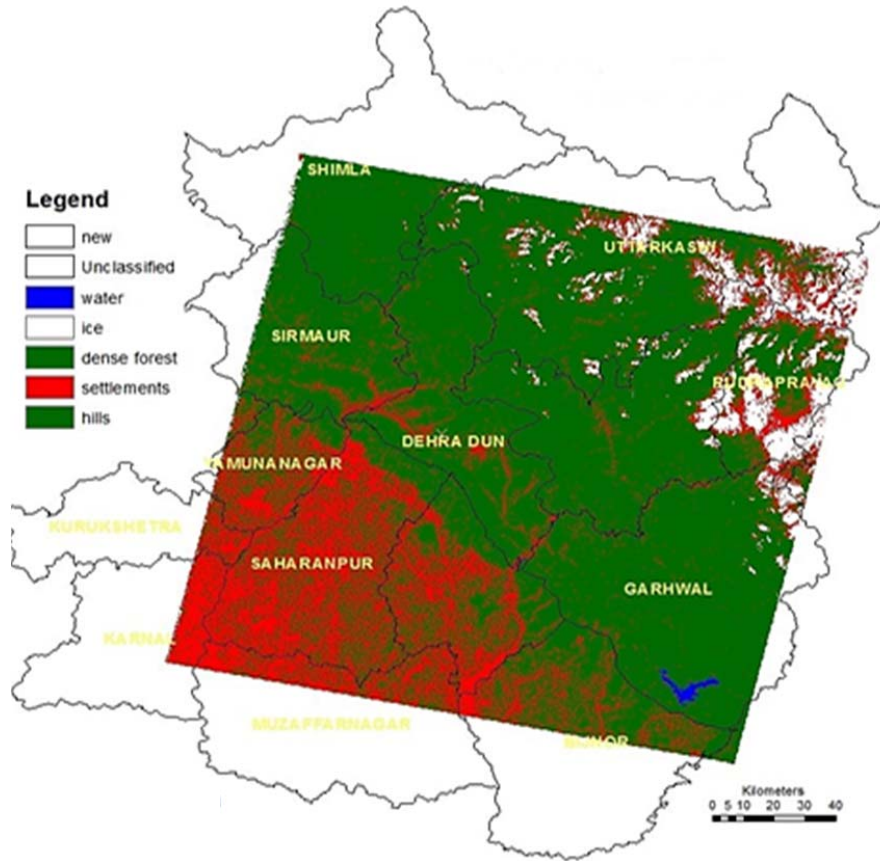 SHIMLA
Legend
new
Unclassified
water
ice
dense forest
settlements
hills
UTTARKASHI
SIRMAUR
RUDRAPRAYAG
DEHRA DUN
YAMUNANAGAR
KURUKSHETRA
SAHARANPUR
GARHWAL
KARNAL
MUZAFFARNAGAR
BIJNOR
Kilometers
0 5 10 20 30 40